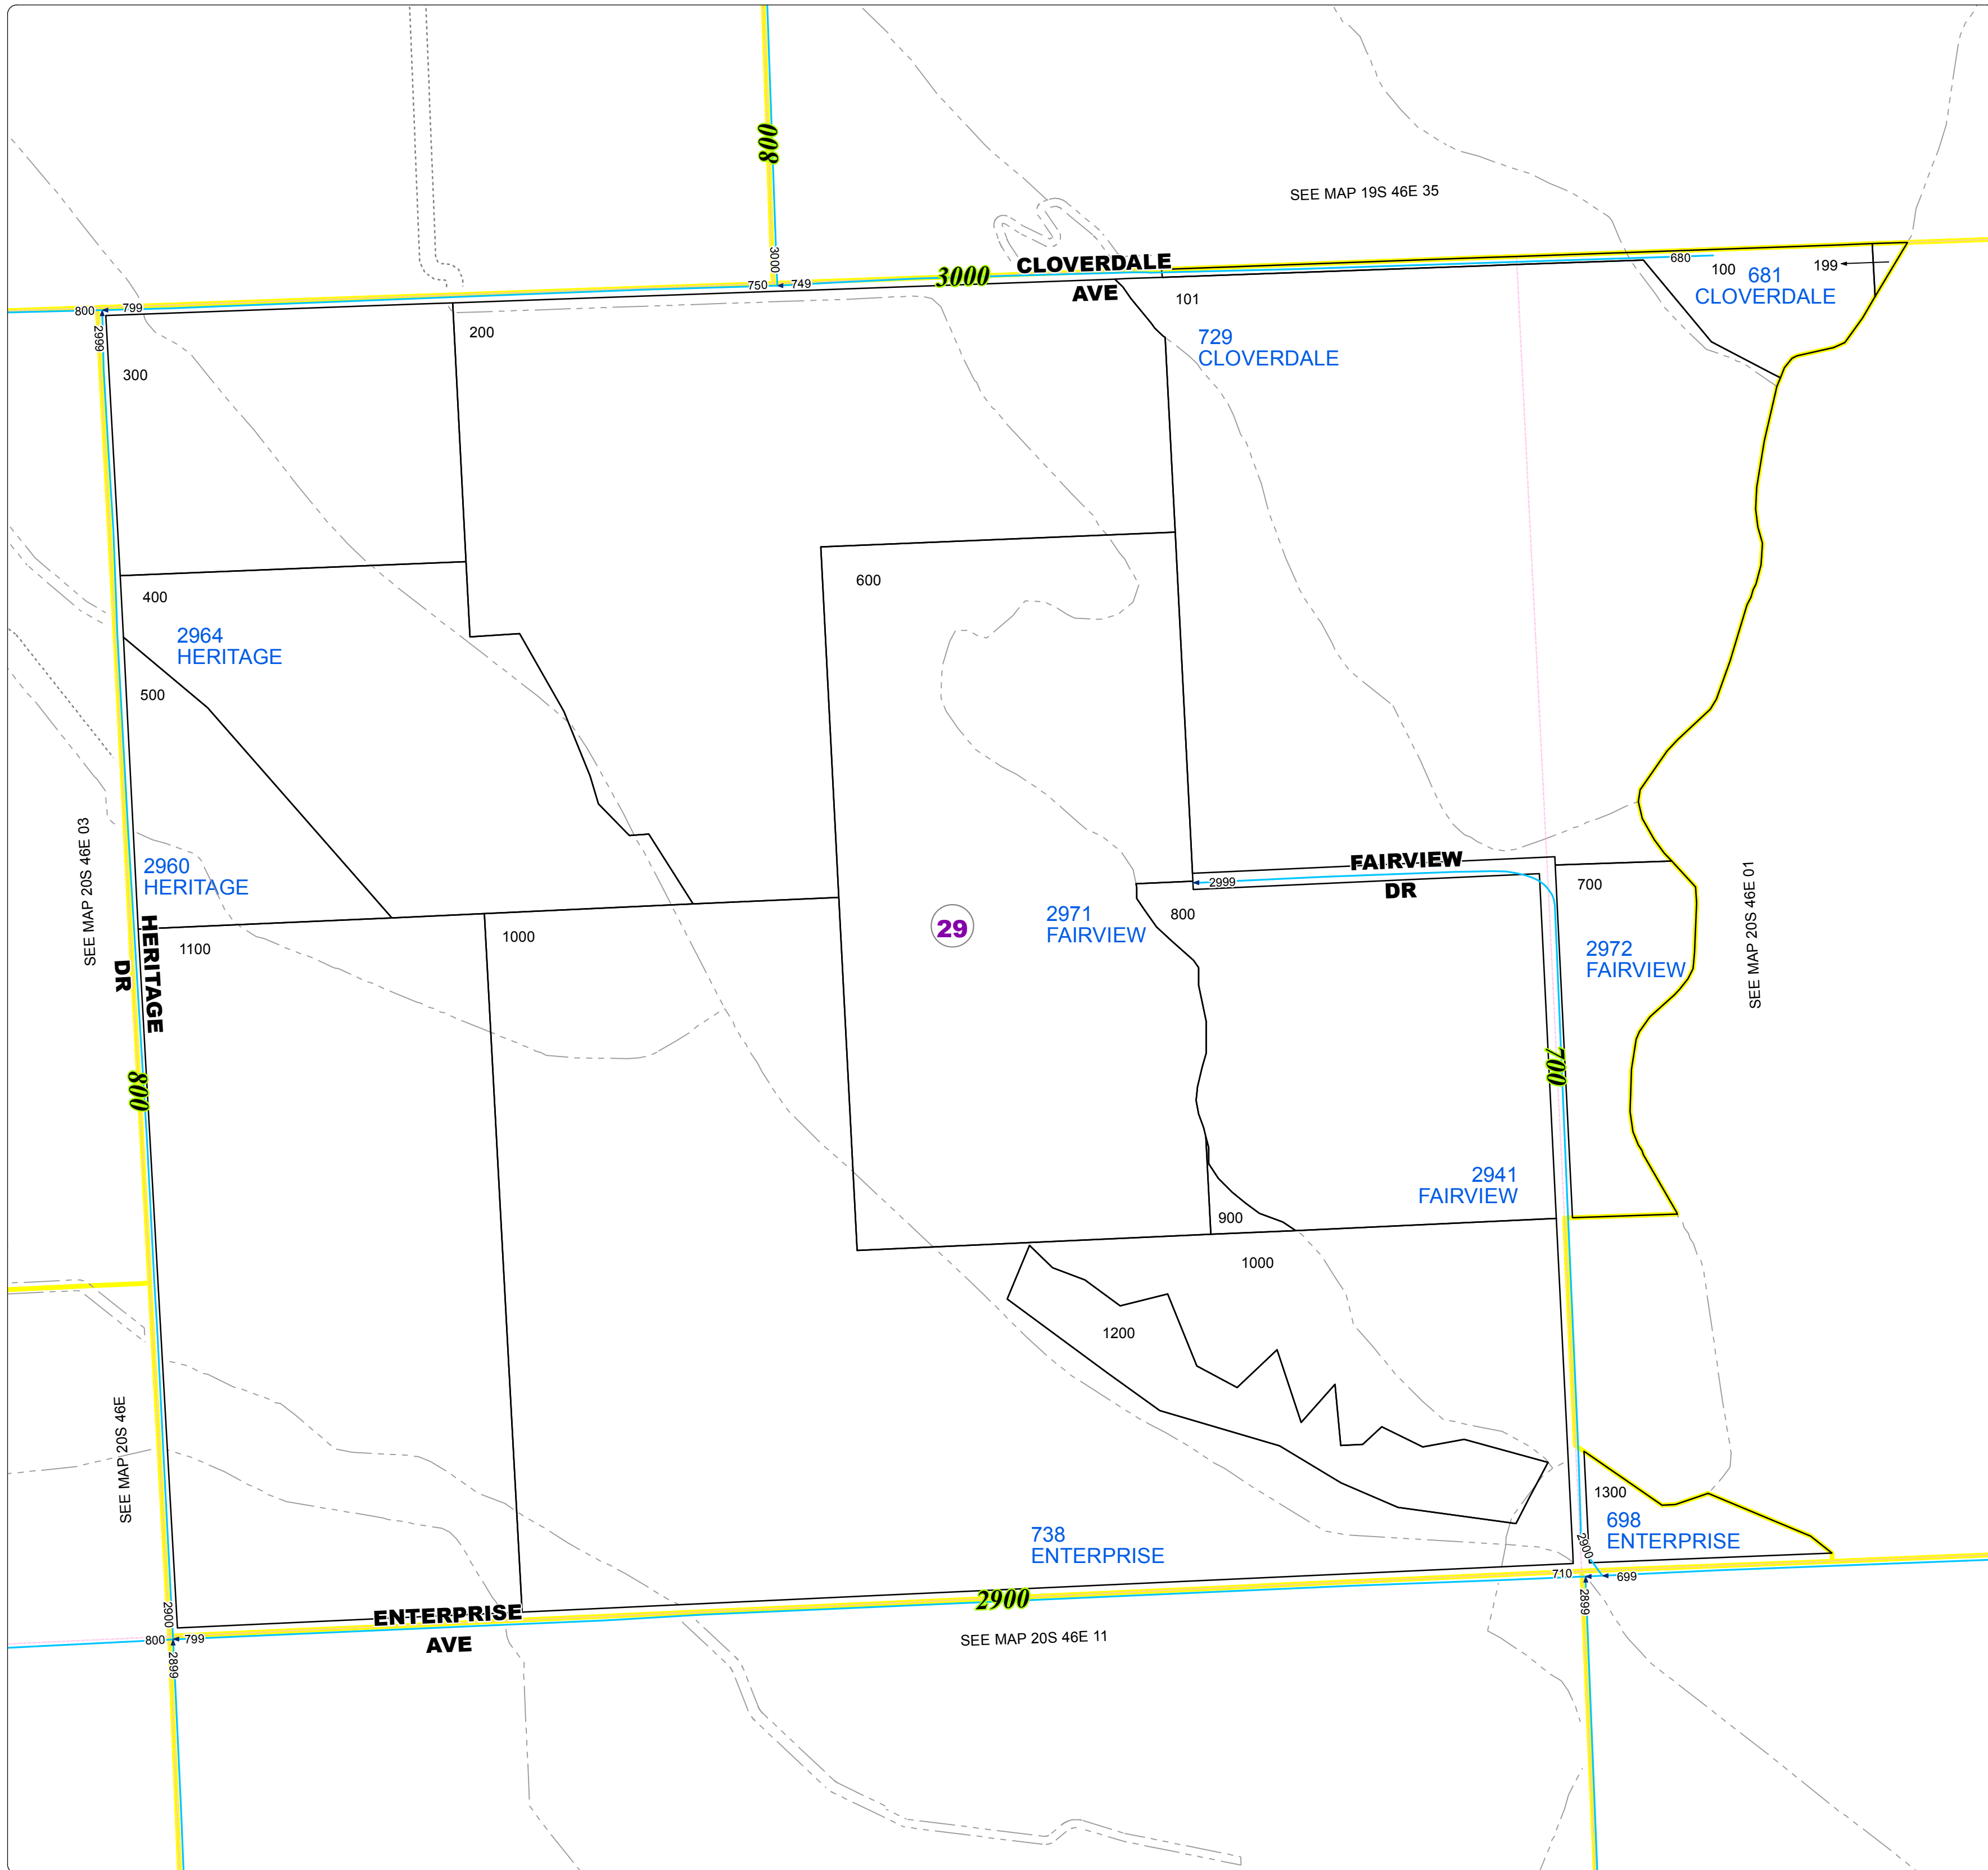 800
SEE MAP 19S 46E 35
3000
CLOVERDALE
3000
AVE
750
749
680
100
199
681
CLOVERDALE
800
799
2999
101
200
729
CLOVERDALE
300
400
600
2964
HERITAGE
500
2960
HERITAGE
SEE MAP 20S 46E 03
FAIRVIEW
DR
2999
700
800
2971
FAIRVIEW
29
HERITAGE
DR
1100
1000
2972
FAIRVIEW
SEE MAP 20S 46E 01
800
700
2941
FAIRVIEW
900
1000
1200
SEE MAP 20S 46E
1300
698
ENTERPRISE
738
ENTERPRISE
2900
710
699
2899
2900
2900
ENTERPRISE
AVE
800
799
2899
SEE MAP 20S 46E 11